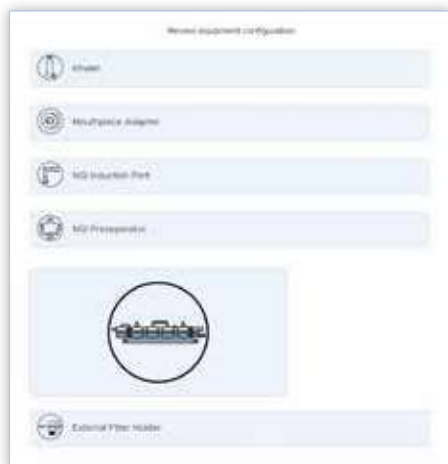 Review equipment configuration
Inhaler
Mouthpiece Adapter
NGI Induction Port
NGI Preseparator
External Filter Holder